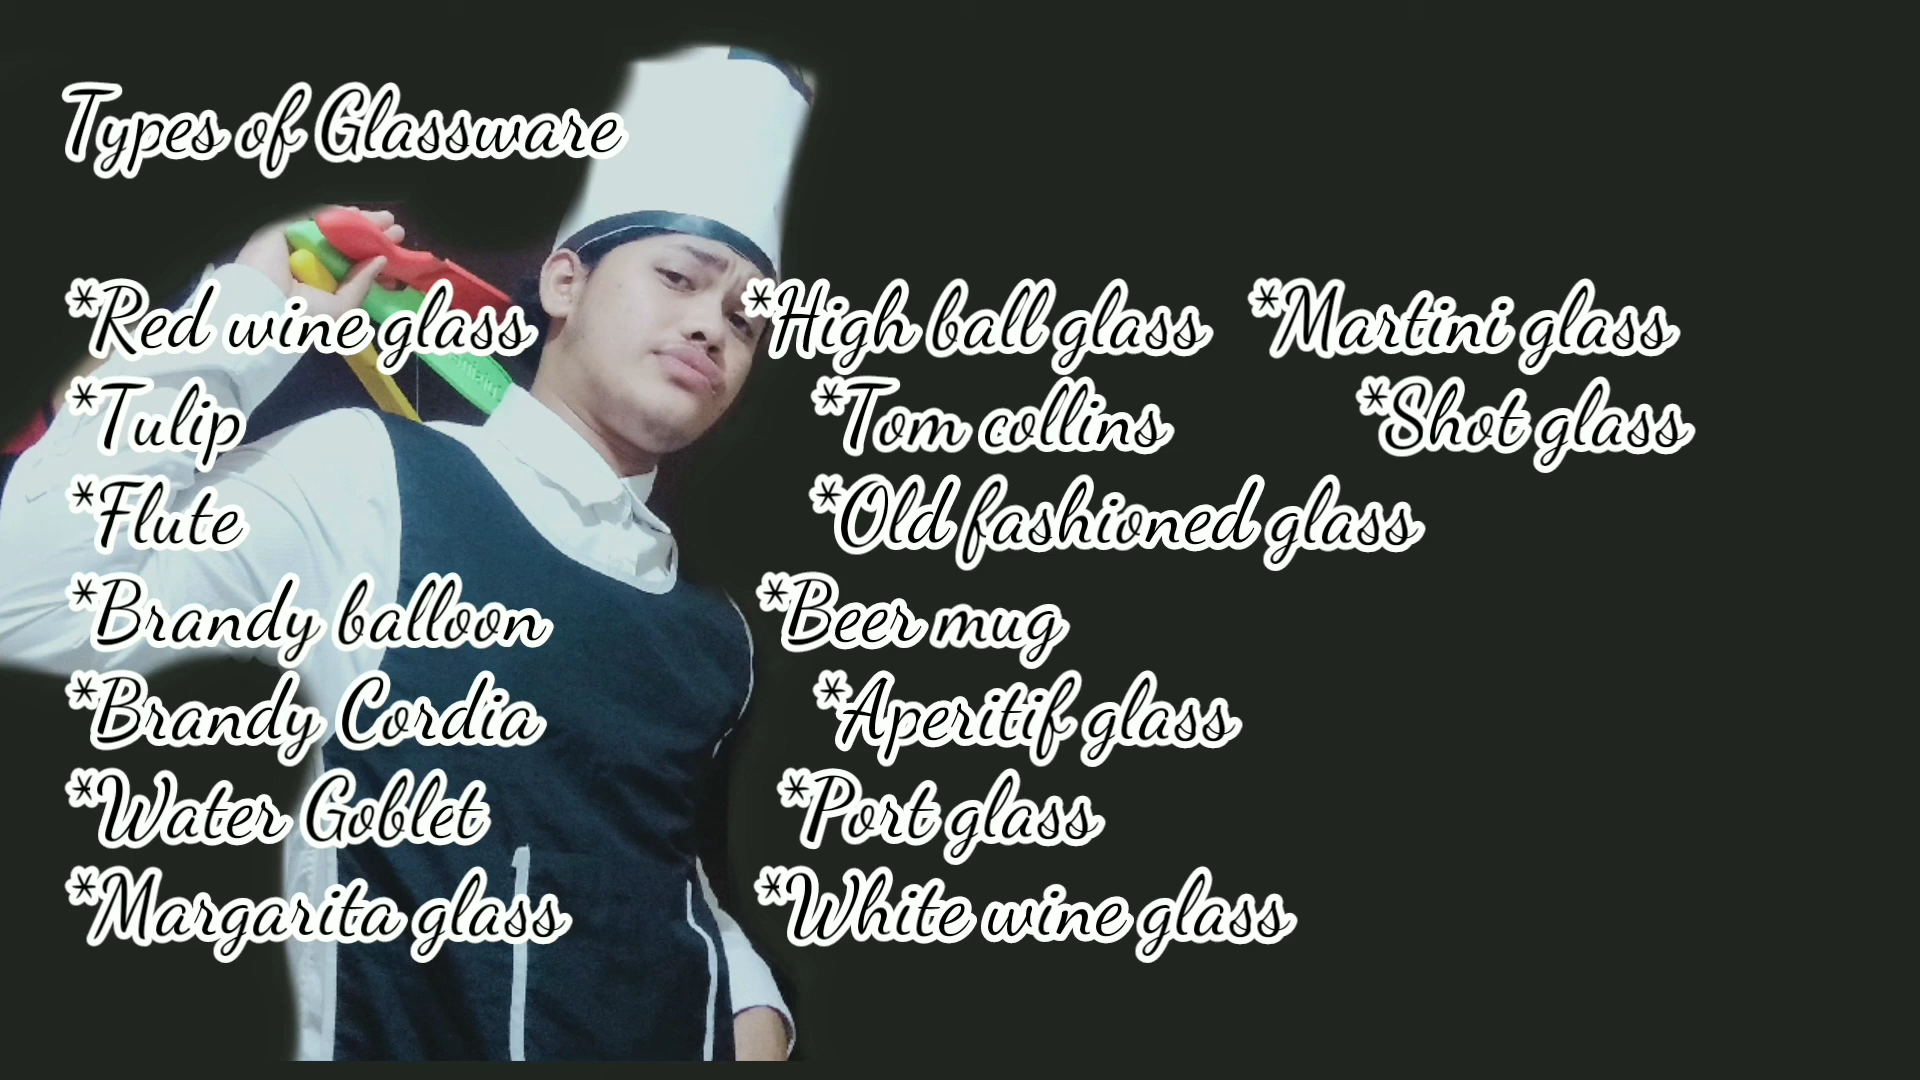 Types of Glassware
*Red wine glass *High ball glass *Martini glass
*Tulip *Tom collins *Shot glass
*Flute *Old fashioned glass
*Brandy balloon *Beer mug
*Brandy Cordia *Aperitif glass
*Water Goblet *Port glass
*Margarita glass *White wine glass